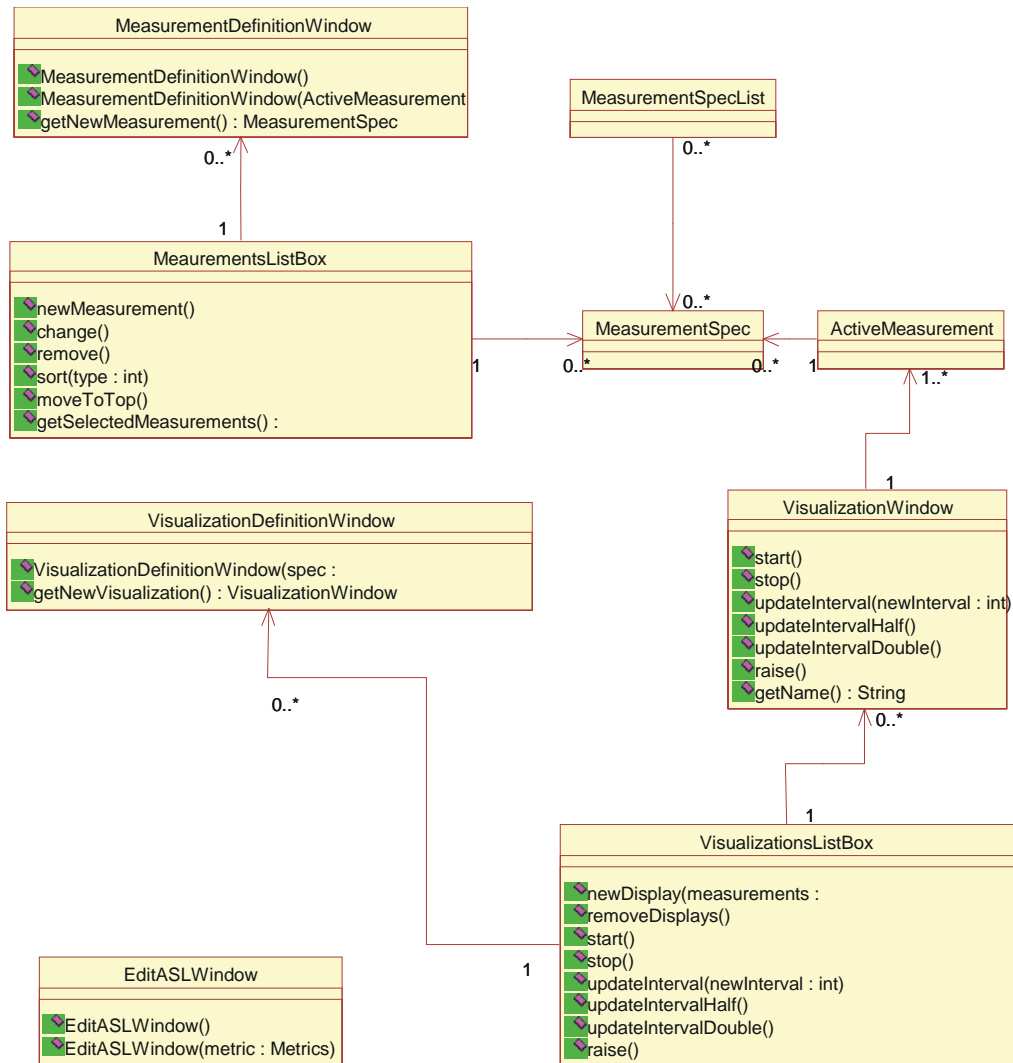 MeasurementDefinitionWindow
MeasurementDefinitionWindow()
MeasurementDefinitionWindow(ActiveMeasurement
getNewMeasurement() : MeasurementSpec
0..*
1
MeasurementSpecList
0..*
0..*
MeaurementsListBox
newMeasurement()
change()
remove()
sort(type : int)
moveToTop()
getSelectedMeasurements() :
1
0..*
MeasurementSpec
0..*
1
ActiveMeasurement
1..*
1
VisualizationDefinitionWindow
VisualizationDefinitionWindow(spec :
getNewVisualization() : VisualizationWindow
0..*
VisualizationWindow
start()
stop()
updateInterval(newInterval : int)
updateIntervalHalf()
updateIntervalDouble()
raise()
getName() : String
0..*
1
VisualizationsListBox
newDisplay(measurements :
removeDisplays()
start()
stop()
updateInterval(newInterval : int)
updateIntervalHalf()
updateIntervalDouble()
raise()
1
EditASLWindow
EditASLWindow()
EditASLWindow(metric : Metrics)